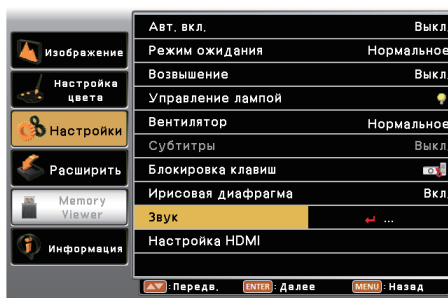 Изображение
Настройка
цвета
Настройки
Расширить
Memory
Viewer
Информация
Авт. вкл. Выкл.
Режим ожидания Нормальное
Возвышение Выкл.
Управление лампой
Вентилятор Нормальное
Субтитры Выкл.
Блокировка клавиш
Ирисовая диафрагма Вкл.
Звук ...
Настройка HDMI
: Передв. ENTER : Далее MENU : Назад